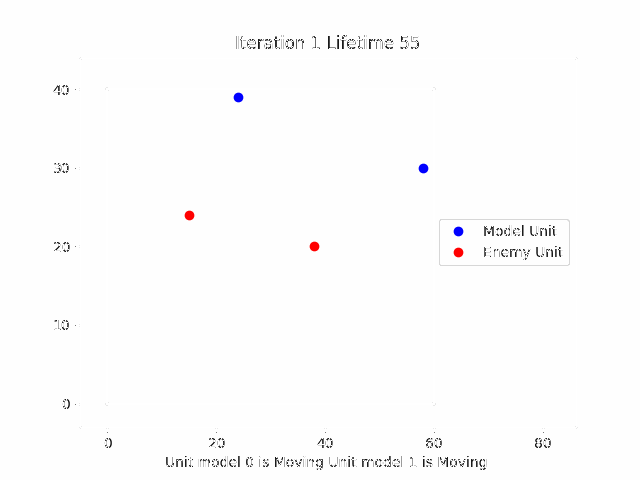 Iteration 1 Lifetime 55
40
30
20
10
0
Model Unit
Enemy Unit
0 20 40 60 80
Unit model 0 is Moving Unit model 1 is Moving